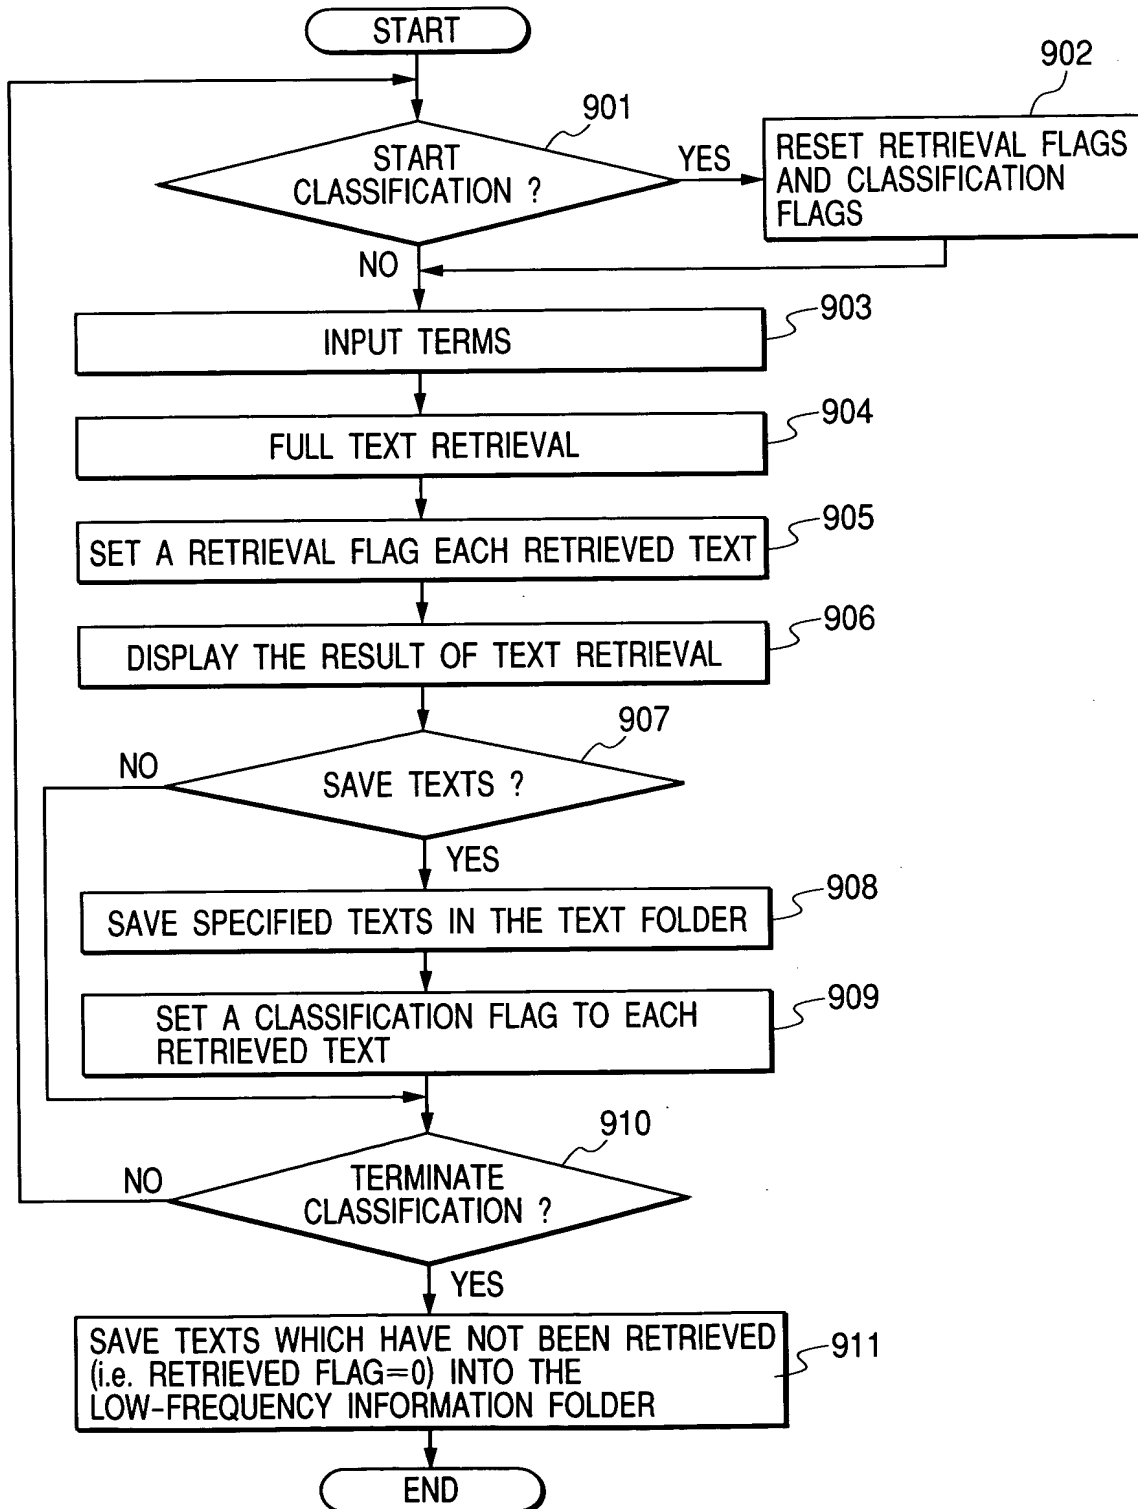 START
901
902
START
CLASSIFICATION ?
YES
RESET RETRIEVAL FLAGS
AND CLASSIFICATION
FLAGS
NO
903
INPUT TERMS
904
FULL TEXT RETRIEVAL
905
SET A RETRIEVAL FLAG EACH RETRIEVED TEXT
906
DISPLAY THE RESULT OF TEXT RETRIEVAL
907
NO
SAVE TEXTS ?
YES
908
SAVE SPECIFIED TEXTS IN THE TEXT FOLDER
909
SET A CLASSIFICATION FLAG TO EACH
RETRIEVED TEXT
910
NO
TERMINATE
CLASSIFICATION ?
YES
SAVE TEXTS WHICH HAVE NOT BEEN RETRIEVED
(i.e. RETRIEVED FLAG=0) INTO THE
LOW-FREQUENCY INFORMATION FOLDER
911
END